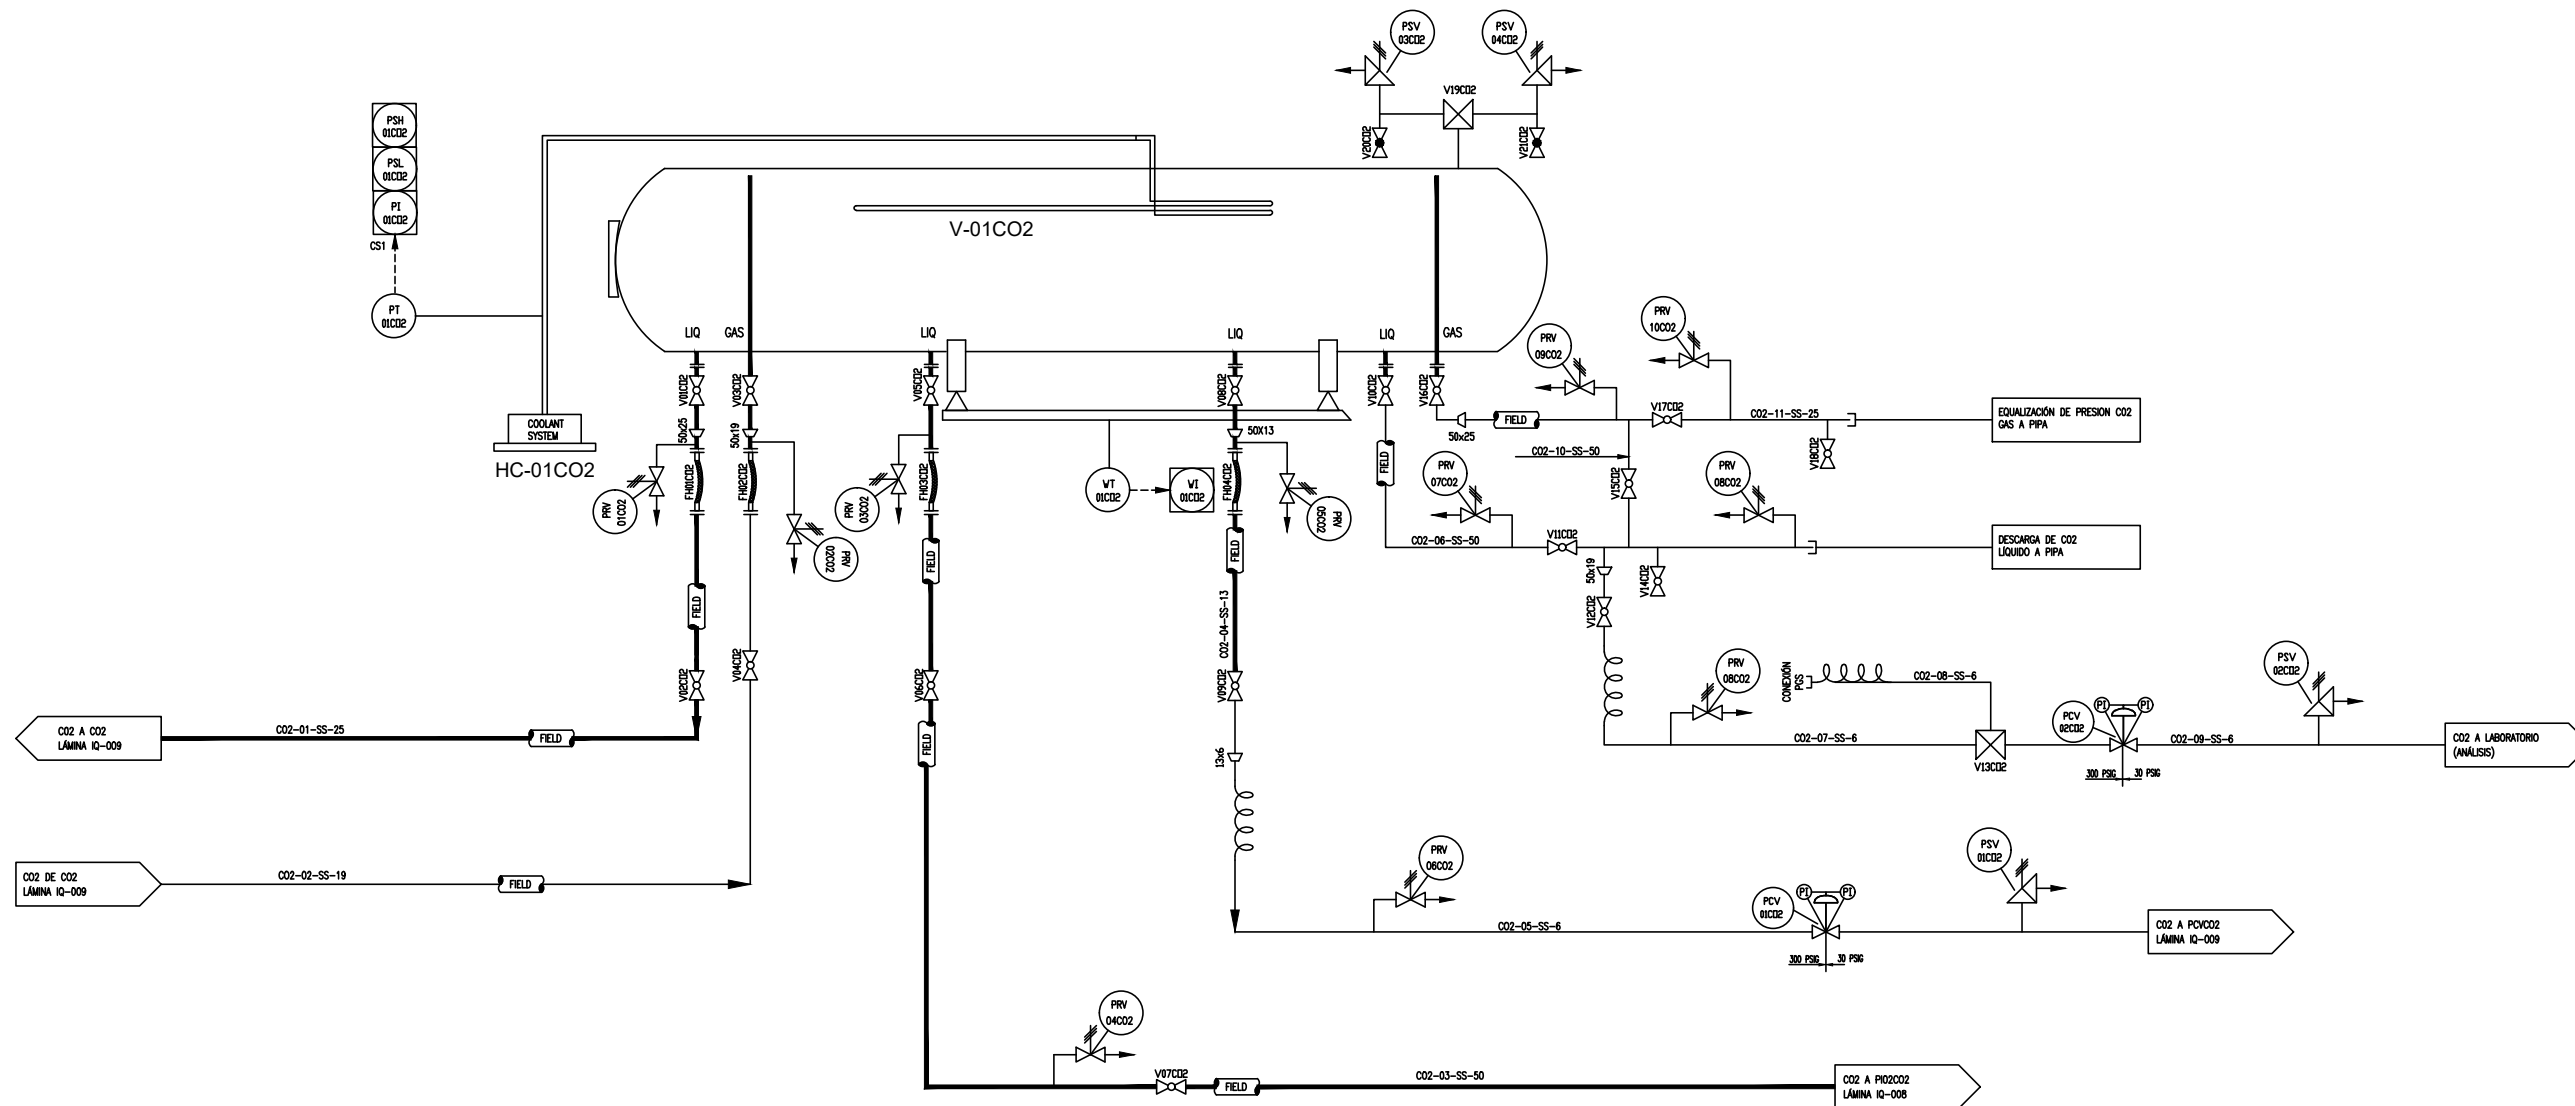 PSV
03CO2
PSV
04CO2
V19CO2
V20CO2
V21CO2
PSH
01CO2
PSL
01CO2
PI
01CO2
CS1
PT
01CO2
V-01CO2
COOLANT
SYSTEM
HC-01CO2
LIQ
GAS
LIQ
LIQ
LIQ
GAS
V01CO2
V03CO2
V05CO2
V08CO2
V10CO2
V16CO2
50x25
50x19
50X13
50x25
FH01CO2
FH02CO2
FH03CO2
FH04CO2
PRV
01CO2
PRV
02CO2
PRV
03CO2
PRV
05CO2
WT
01CO2
WI
01CO2
FIELD
FIELD
FIELD
FIELD
FIELD
PRV
09CO2
PRV
10CO2
V17CO2
CO2-11-SS-25
V18CO2
EQUALIZACIÓN DE PRESION CO2
GAS A PIPA
CO2-10-SS-50
V15CO2
PRV
07CO2
PRV
08CO2
CO2-06-SS-50
V11CO2
DESCARGA DE CO2
LÍQUIDO A PIPA
50x19
V14CO2
V12CO2
CO2-04-SS-13
V02CO2
V04CO2
V06CO2
V09CO2
FIELD
13x6
PRV
08CO2
CONEXIÓN
PGS
CO2-08-SS-6
PSV
02CO2
CO2-07-SS-6
V13CO2
PCV
02CO2
PI
PI
300 PSIG
30 PSIG
CO2-09-SS-6
CO2 A LABORATORIO
(ANÁLISIS)
CO2 A CO2
LÁMINA IQ-009
CO2-01-SS-25
FIELD
CO2 DE CO2
LÁMINA IQ-009
CO2-02-SS-19
FIELD
PRV
06CO2
CO2-05-SS-6
PCV
01CO2
PI
PI
300 PSIG
30 PSIG
PSV
01CO2
CO2 A PCVCO2
LÁMINA IQ-009
PRV
04CO2
V07CO2
FIELD
CO2-03-SS-50
CO2 A PI02CO2
LÁMINA IQ-008